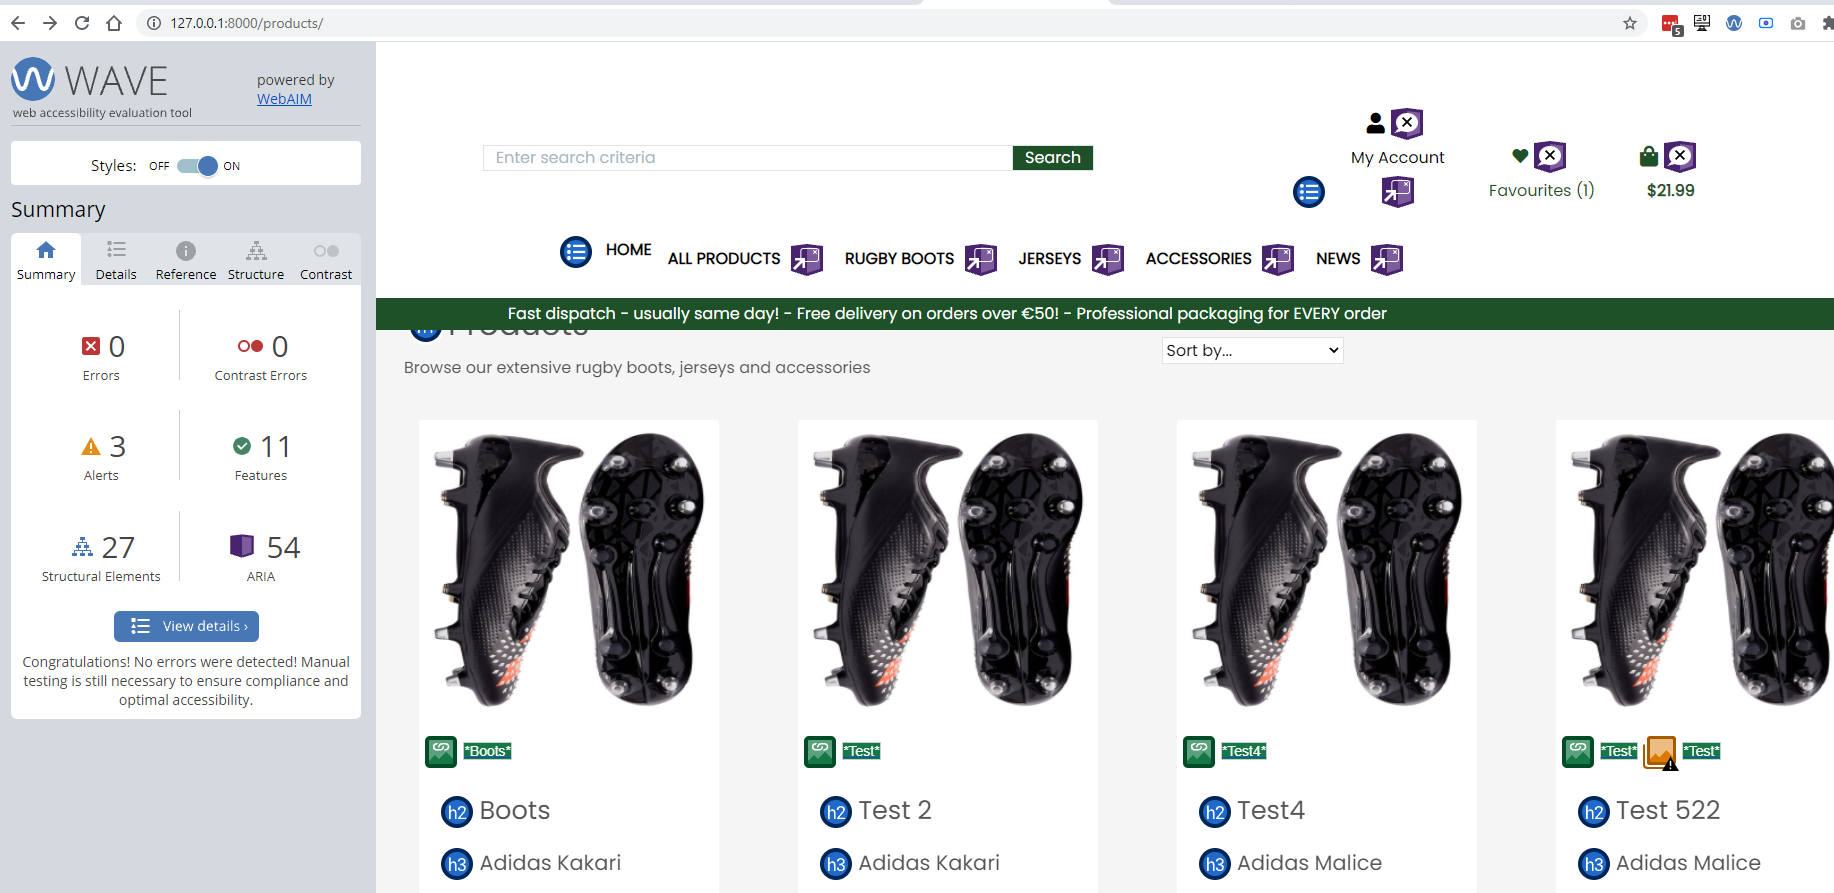 127.0.0.1:8000/products/
5
WAVE
web accessibility evaluation tool
powered by
WebAIM
Styles: OFF ON
Summary
Summary Details Reference Structure Contrast
0 Errors
0 Contrast Errors
3 Alerts
11 Features
27 Structural Elements
54 ARIA
View details ›
Congratulations! No errors were detected! Manual
testing is still necessary to ensure compliance and
optimal accessibility.
Enter search criteria
Search
My Account
Favourites (1)
$21.99
HOME ALL PRODUCTS RUGBY BOOTS JERSEYS ACCESSORIES NEWS
Fast dispatch - usually same day! - Free delivery on orders over €50! - Professional packaging for EVERY order
h1 Products
Browse our extensive rugby boots, jerseys and accessories
Sort by...
*Boots* *Test* *Test4* *Test* *Test*
h2 Boots h2 Test 2 h2 Test4 h2 Test 522
h3 Adidas Kakari h3 Adidas Kakari h3 Adidas Malice h3 Adidas Malice